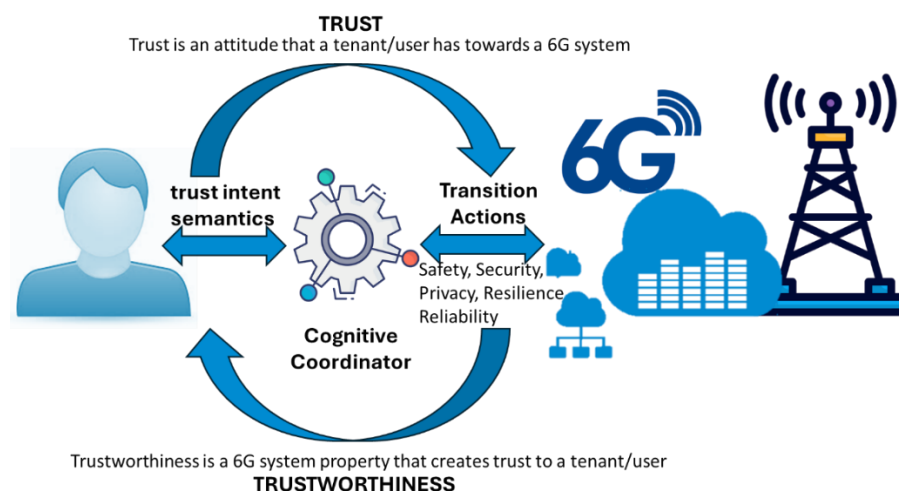 TRUST
Trust is an attitude that a tenant/user has towards a 6G system
6G
trust intent
semantics
Transition
Actions
Safety, Security,
Privacy, Resilience
Reliability
Cognitive
Coordinator
Trustworthiness is a 6G system property that creates trust to a tenant/user
TRUSTWORTHINESS